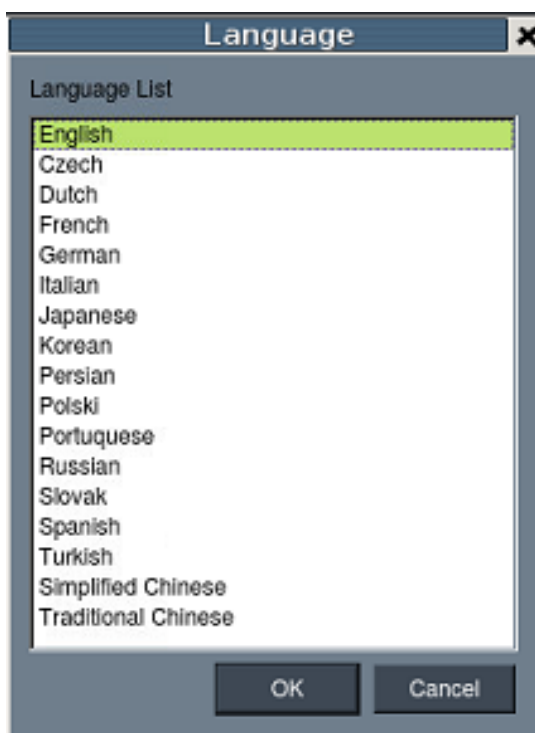 Language
Language List
English
Czech
Dutch
French
German
Italian
Japanese
Korean
Persian
Polski
Portuquese
Russian
Slovak
Spanish
Turkish
Simplified Chinese
Traditional Chinese
OK Cancel